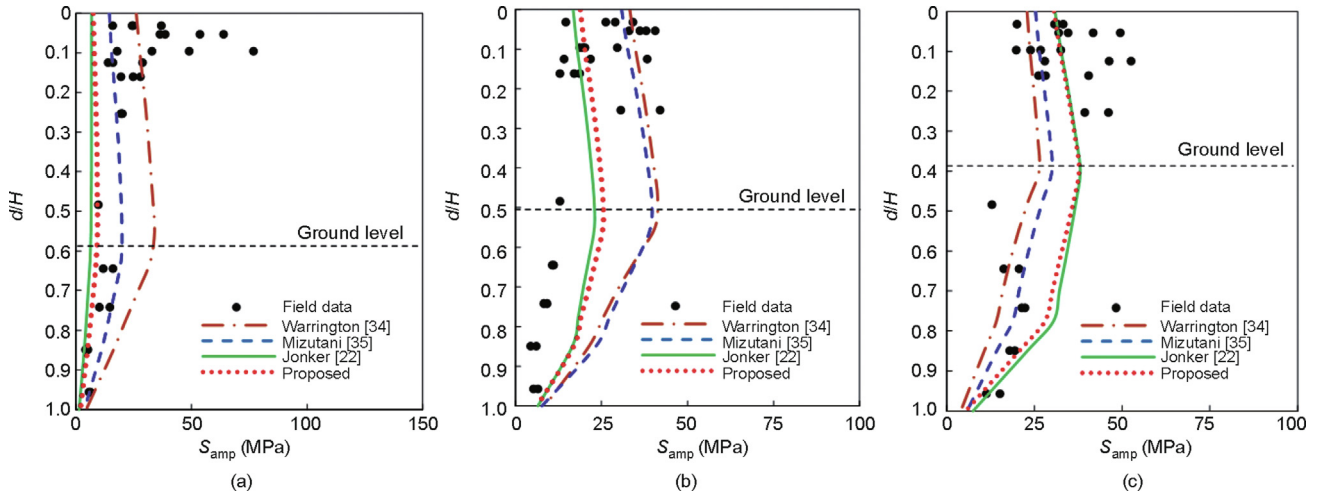 0
0.1
0.2
0.3
0.4
0.5
0.6
0.7
0.8
0.9
1.0
d/H
Ground level
Field data
Warrington [34]
Mizutani [35]
Jonker [22]
Proposed
0 50 100 150
Samp (MPa)
(a)
0
0.1
0.2
0.3
0.4
0.5
0.6
0.7
0.8
0.9
1.0
d/H
Ground level
Field data
Warrington [34]
Mizutani [35]
Jonker [22]
Proposed
0 25 50 75 100
Samp (MPa)
(b)
0
0.1
0.2
0.3
0.4
0.5
0.6
0.7
0.8
0.9
1.0
d/H
Ground level
Field data
Warrington [34]
Mizutani [35]
Jonker [22]
Proposed
0 25 50 75 100
Samp (MPa)
(c)